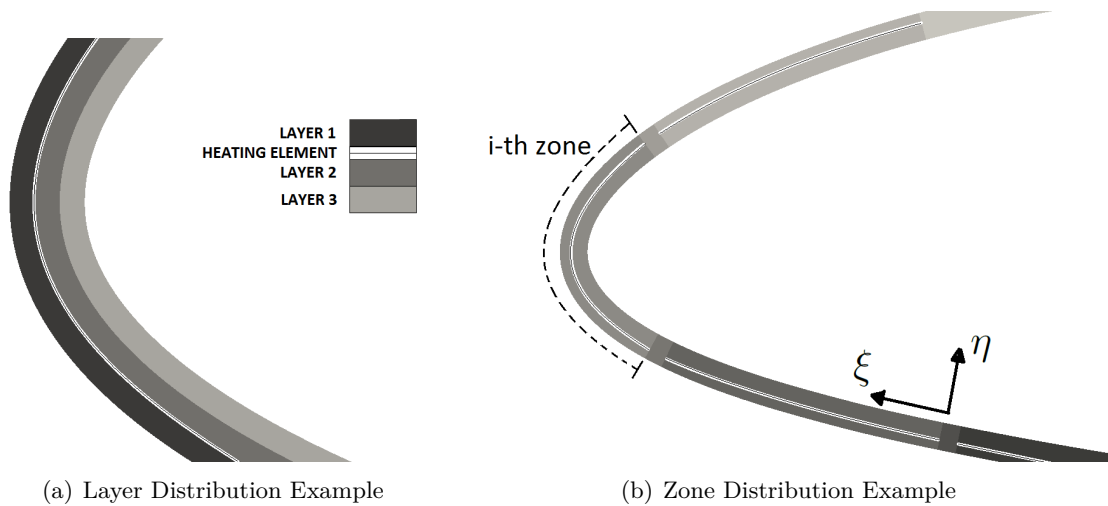 LAYER 1
HEATING ELEMENT
LAYER 2
LAYER 3
i-th zone
η
ξ
(a) Layer Distribution Example
(b) Zone Distribution Example